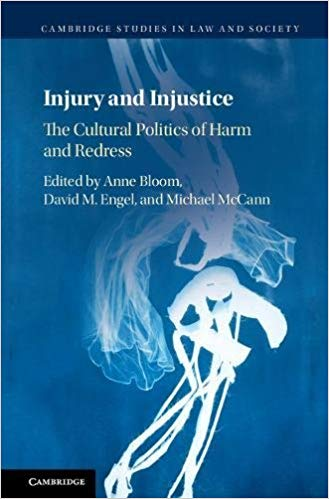 CAMBRIDGE STUDIES IN LAW AND SOCIETY
Injury and Injustice
The Cultural Politics of Harm
and Redress
Edited by Anne Bloom,
David M. Engel, and Michael McCann
CAMBRIDGE